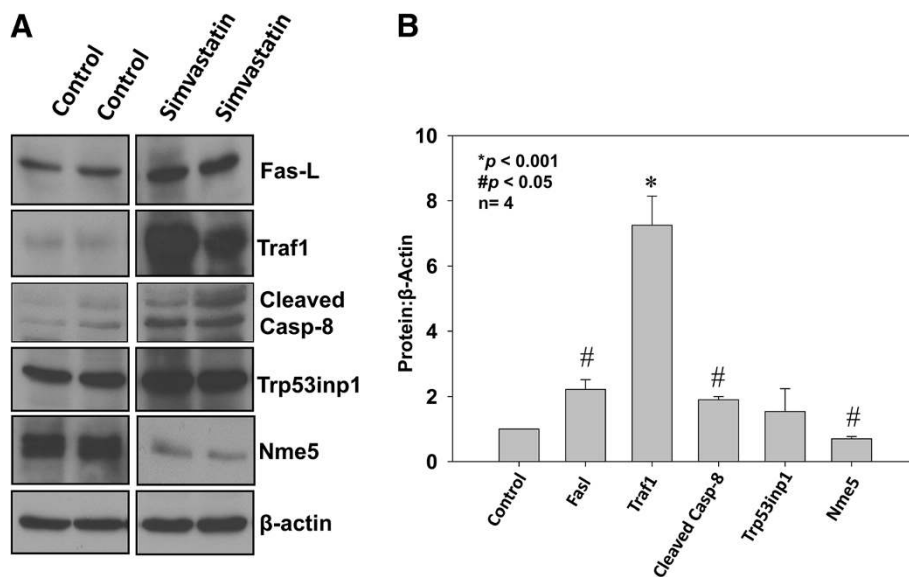 A
Control
Control
Simvastatin
Simvastatin
Fas-L
Traf1
Cleaved
Casp-8
Trp53inp1
Nme5
β-actin
B
*p < 0.001
#p < 0.05
n= 4
Protein:β-Actin
10
8
6
4
2
0
#
*
#
#
Control
Fasl
Traf1
Cleaved Casp-8
Trp53inp1
Nme5